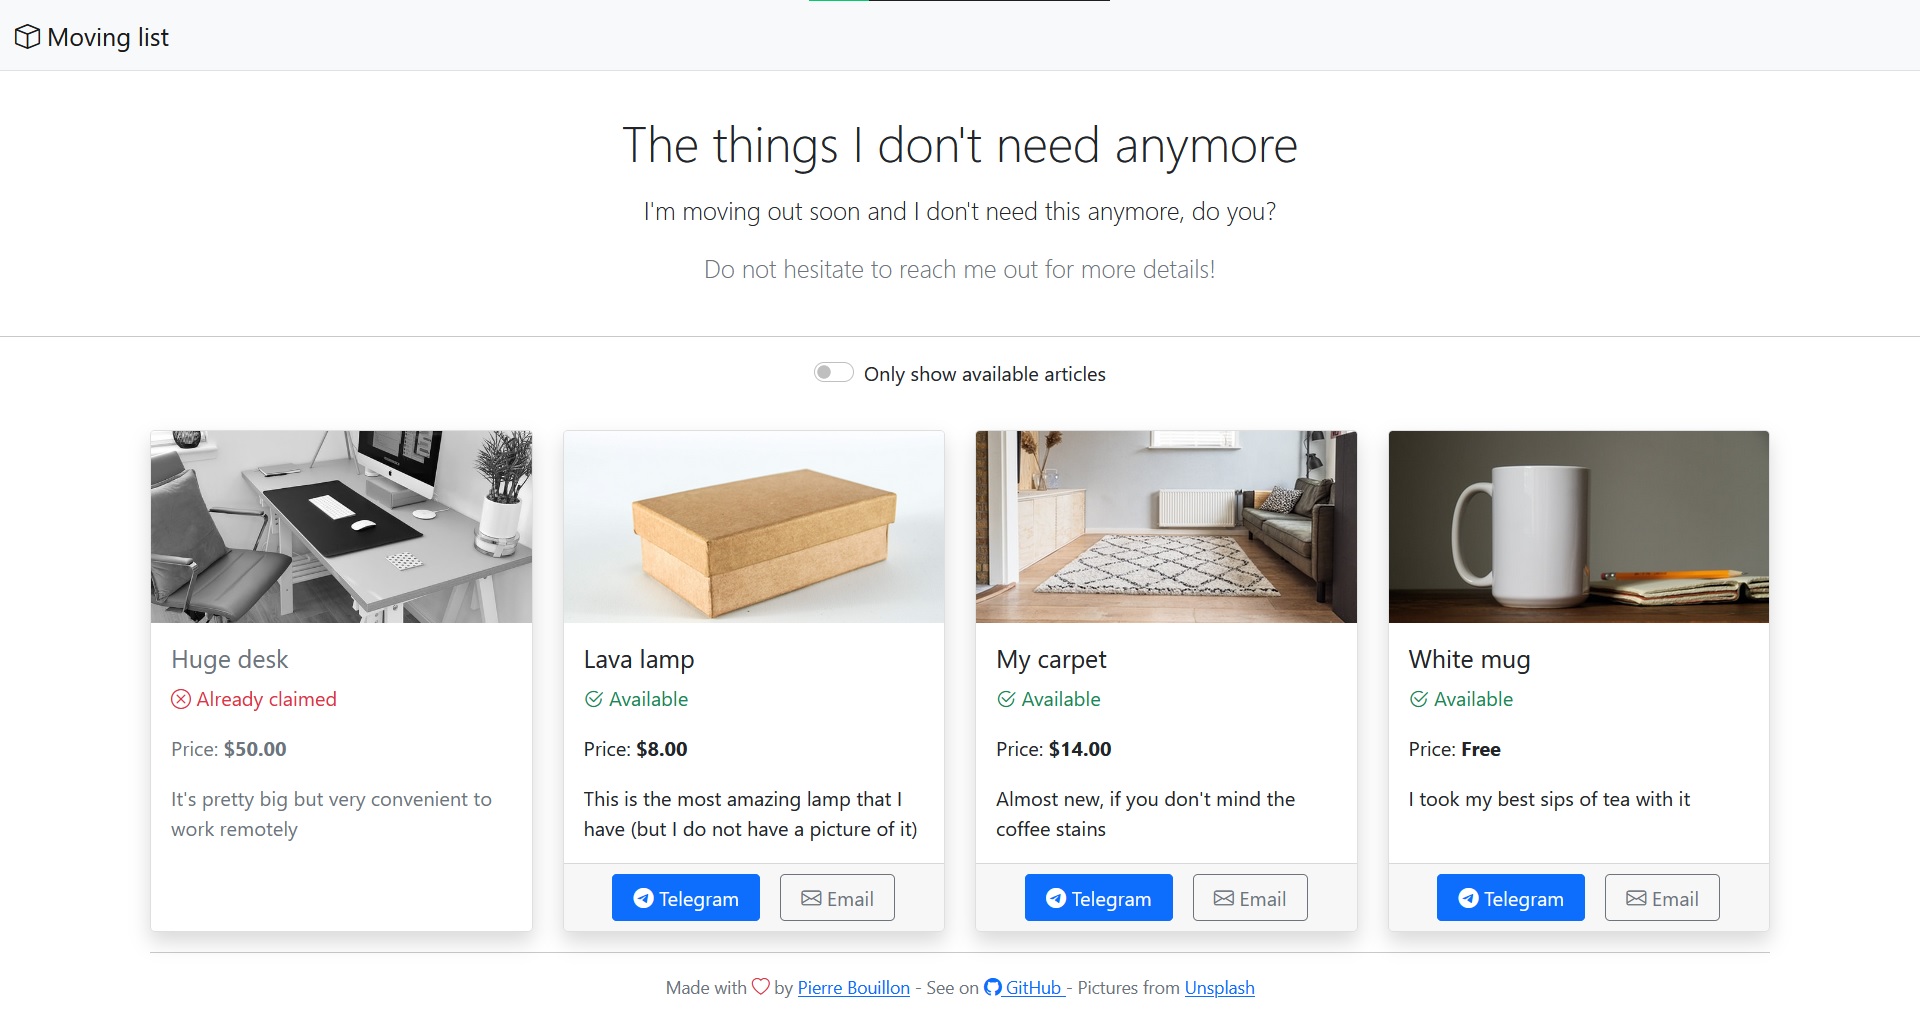 Moving list
The things I don't need anymore
I'm moving out soon and I don't need this anymore, do you?
Do not hesitate to reach me out for more details!
Only show available articles
Huge desk
Already claimed
Price: $50.00
It's pretty big but very convenient to
work remotely
Lava lamp
Available
Price: $8.00
This is the most amazing lamp that I
have (but I do not have a picture of it)
Telegram
Email
My carpet
Available
Price: $14.00
Almost new, if you don't mind the
coffee stains
Telegram
Email
White mug
Available
Price: Free
I took my best sips of tea with it
Telegram
Email
Made with by Pierre Bouillon - See on GitHub - Pictures from Unsplash